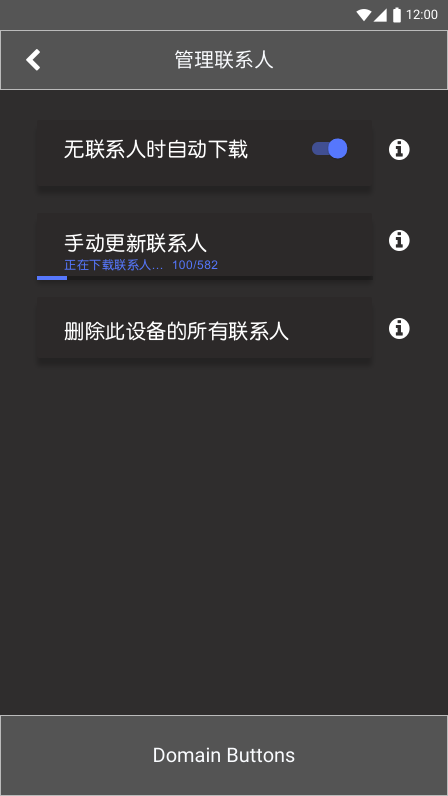 12:00
管理联系人
无联系人时自动下载
手动更新联系人
正在下载联系人... 100/582
删除此设备的所有联系人
Domain Buttons